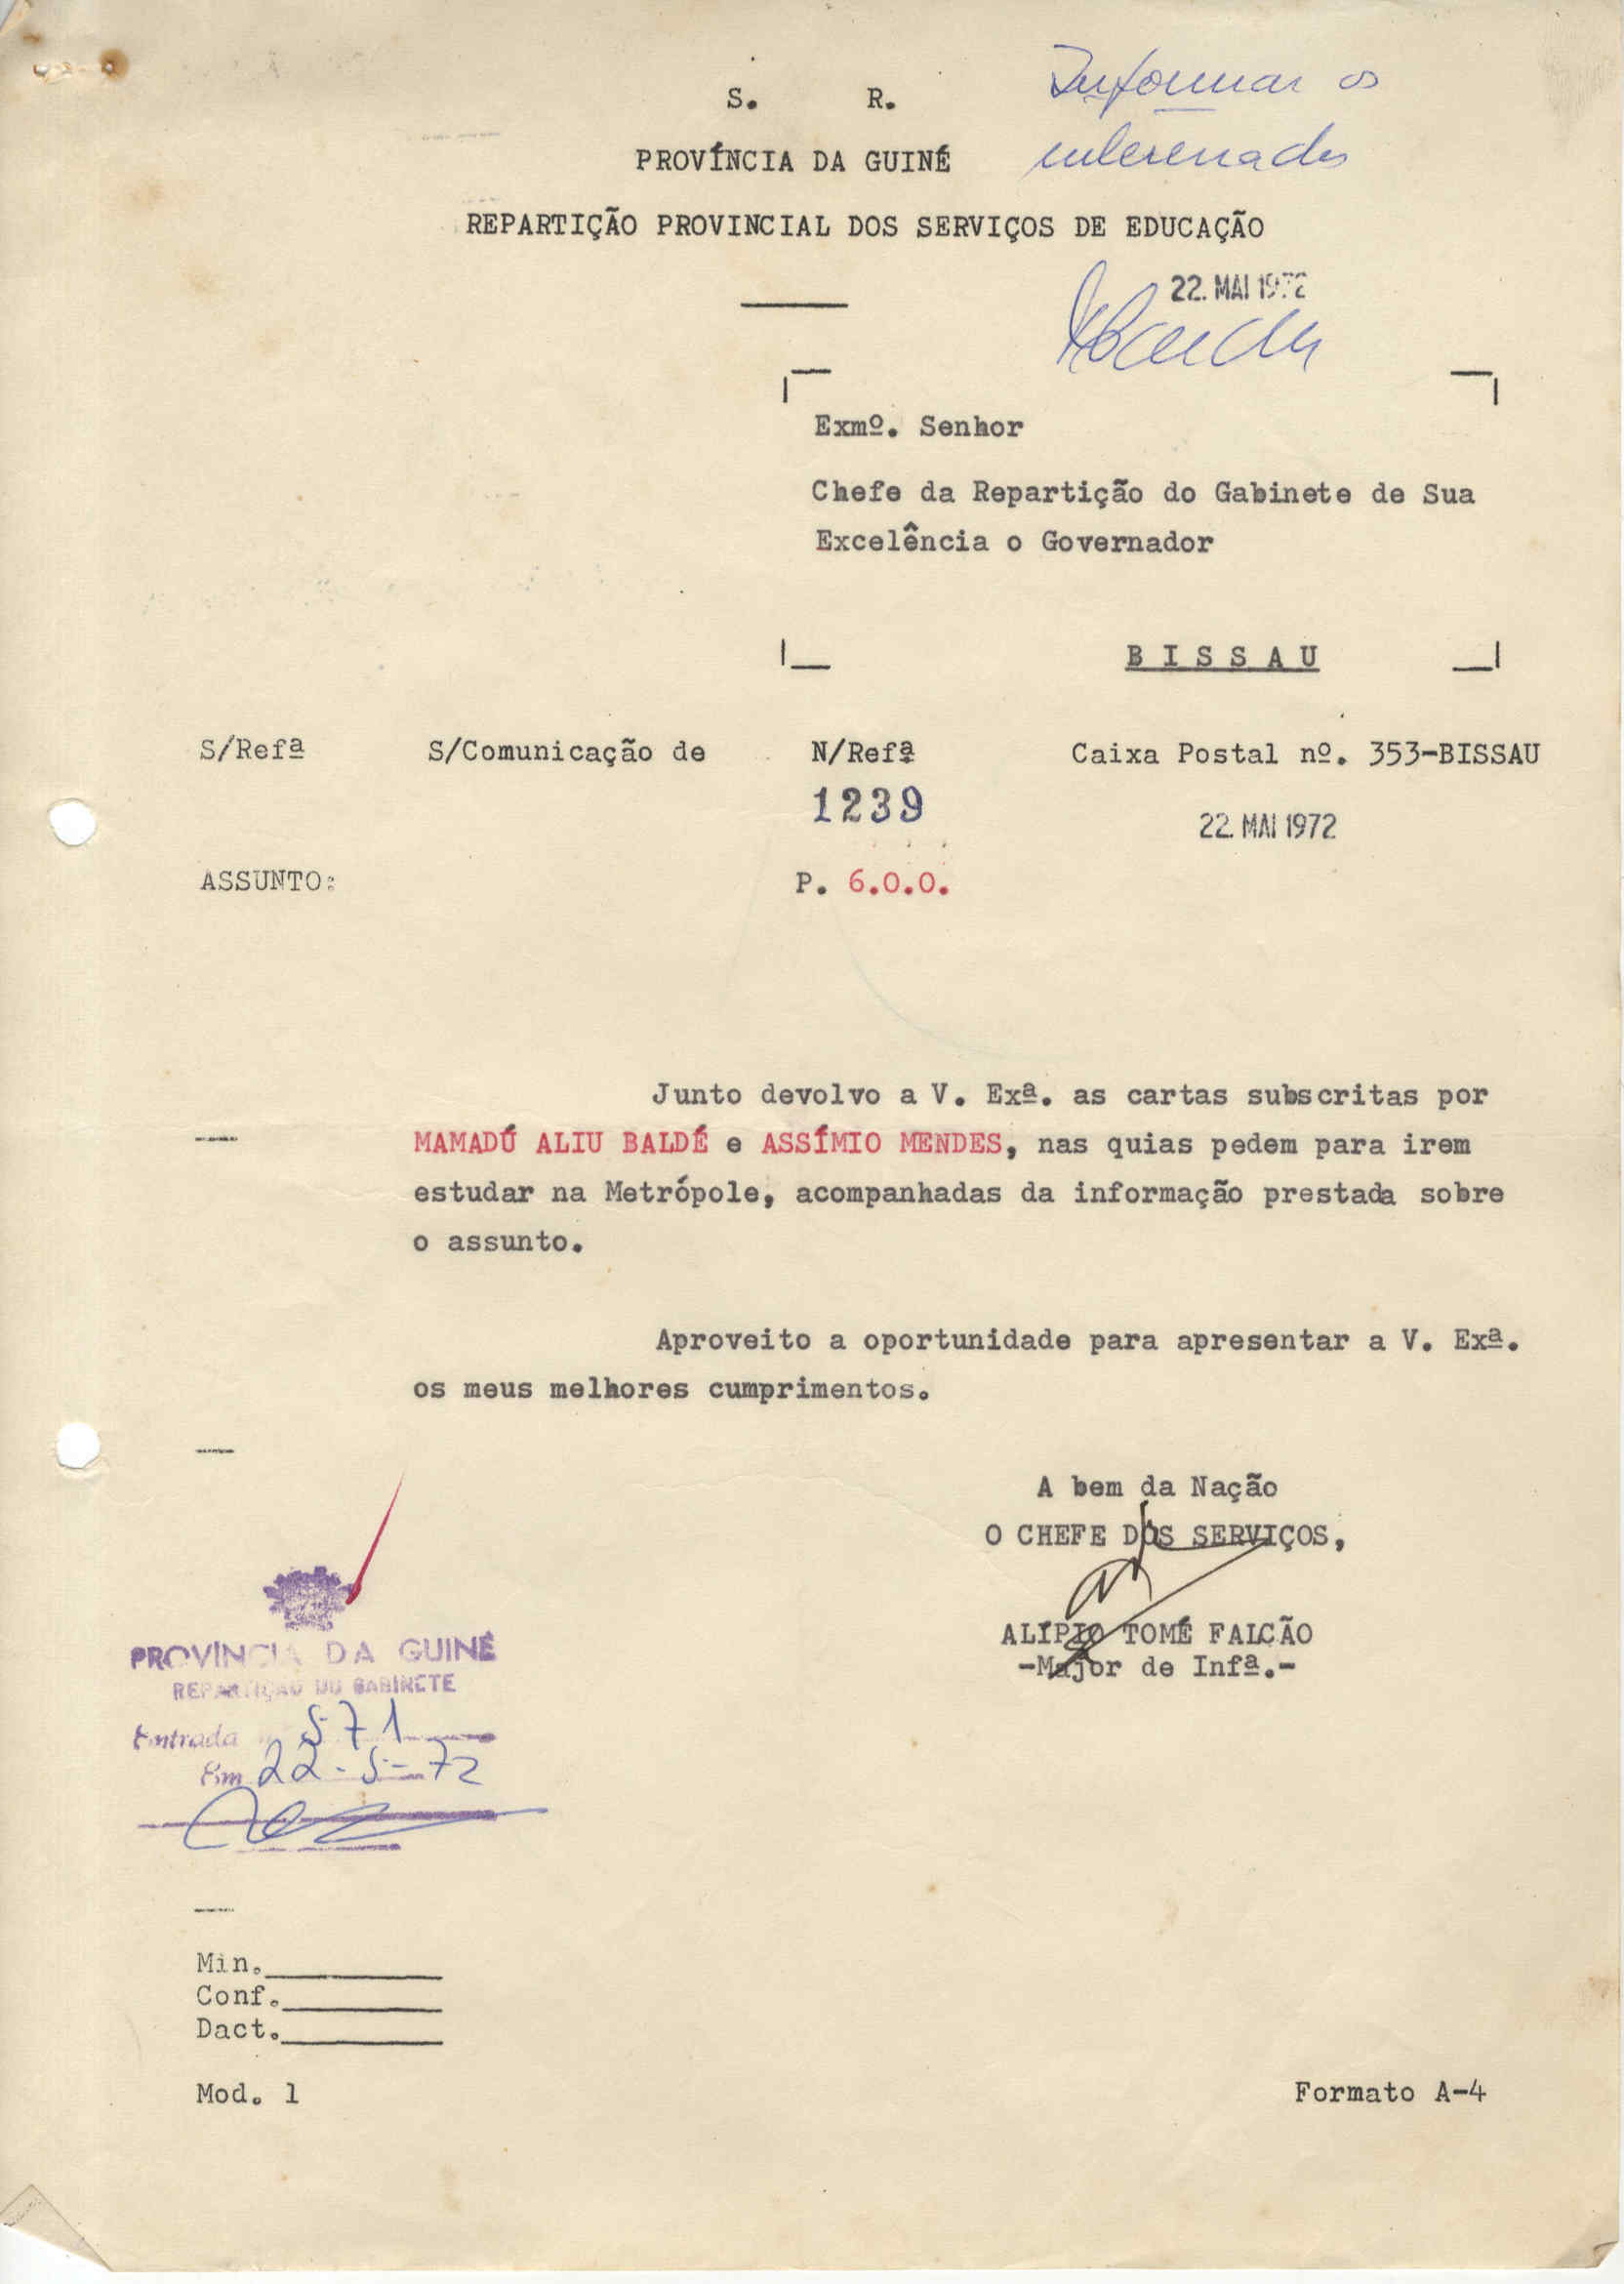 S. R.
Informar os
interessados
PROVÍNCIA DA GUINÉ
REPARTIÇÃO PROVINCIAL DOS SERVIÇOS DE EDUCAÇÃO
22. MAI 1972
Exmº. Senhor
Chefe da Repartição do Gabinete de Sua
Excelência o Governador
B I S S A U
S/Refª S/Comunicação de N/Refª Caixa Postal nº. 353-BISSAU
1239
22 MAI 1972
ASSUNTO: P. 6.0.0.
Junto devolvo a V. Exª. as cartas subscritas por
MAMADÚ ALIU BALDÉ e ASSÍMIO MENDES, nas quias pedem para irem
estudar na Metrópole, acompanhadas da informação prestada sobre
o assunto.
Aproveito a oportunidade para apresentar a V. Exª.
os meus melhores cumprimentos.
A bem da Nação
O CHEFE DOS SERVIÇOS,
ALÍPIO TOMÉ FALCÃO
-Major de Infª.-
PROVÍNCIA DA GUINÉ
REPARTIÇÃO DO GABINETE
Entrada 571
Em 22-5-72
Min.
Conf.
Dact.
Mod. 1 Formato A-4